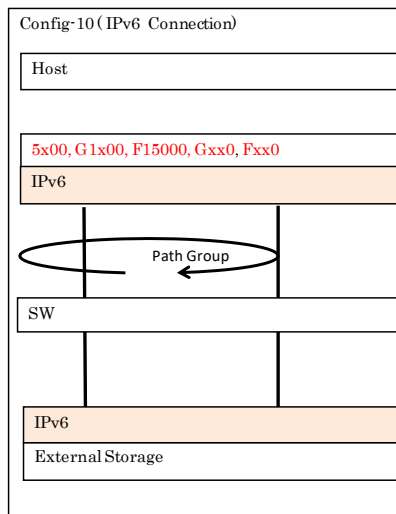 Config-10(IPv6 Connection)
Host
5x00, G1x00, F15000, Gxx0, Fxx0
IPv6
Path Group
SW
IPv6
External Storage